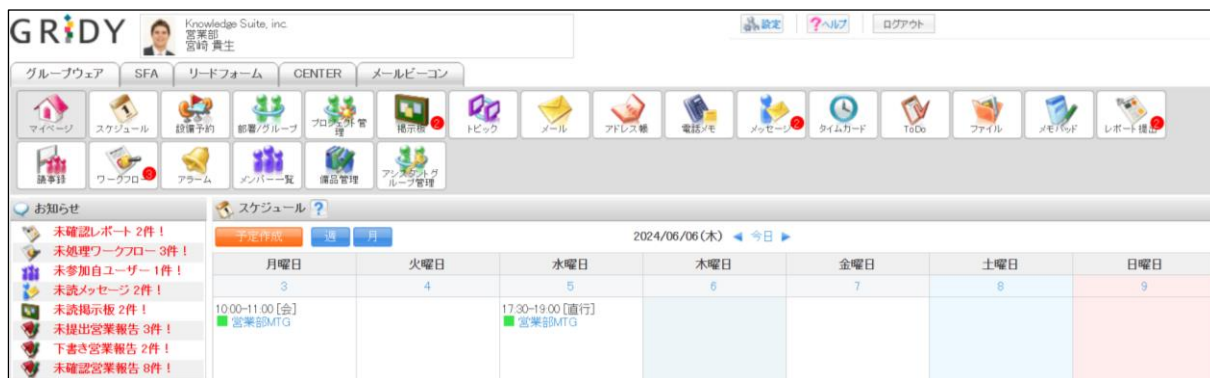 GRiDY
Knowledge Suite, inc.
営業部
宮崎 貴生
設定
?ヘルプ
ログアウト
グループウェア SFA リードフォーム CENTER メールビーコン
マイページ スケジュール 設備予約 部署/グループ プロジェクト管理 掲示板 2 トピック メール アドレス帳 電話メモ メッセージ 2 タイムカード ToDo ファイル メモパッド レポート提出 2
議事録 ワークフロー 3 アラーム メンバー一覧 備品管理 アシスタントグループ管理
お知らせ
未確認レポート 2件!
未処理ワークフロー 3件!
未参加自ユーザー 1件!
未読メッセージ 2件!
未読掲示板 2件!
未提出営業報告 3件!
下書き営業報告 2件!
未確認営業報告 8件!
スケジュール ?
予定作成 週 月
2024/06/06(木) 今日
月曜日 火曜日 水曜日 木曜日 金曜日 土曜日 日曜日
3 4 5 6 7 8 9
10:00-11:00 [会]
営業部MTG
17:30-19:00 [直行]
営業部MTG